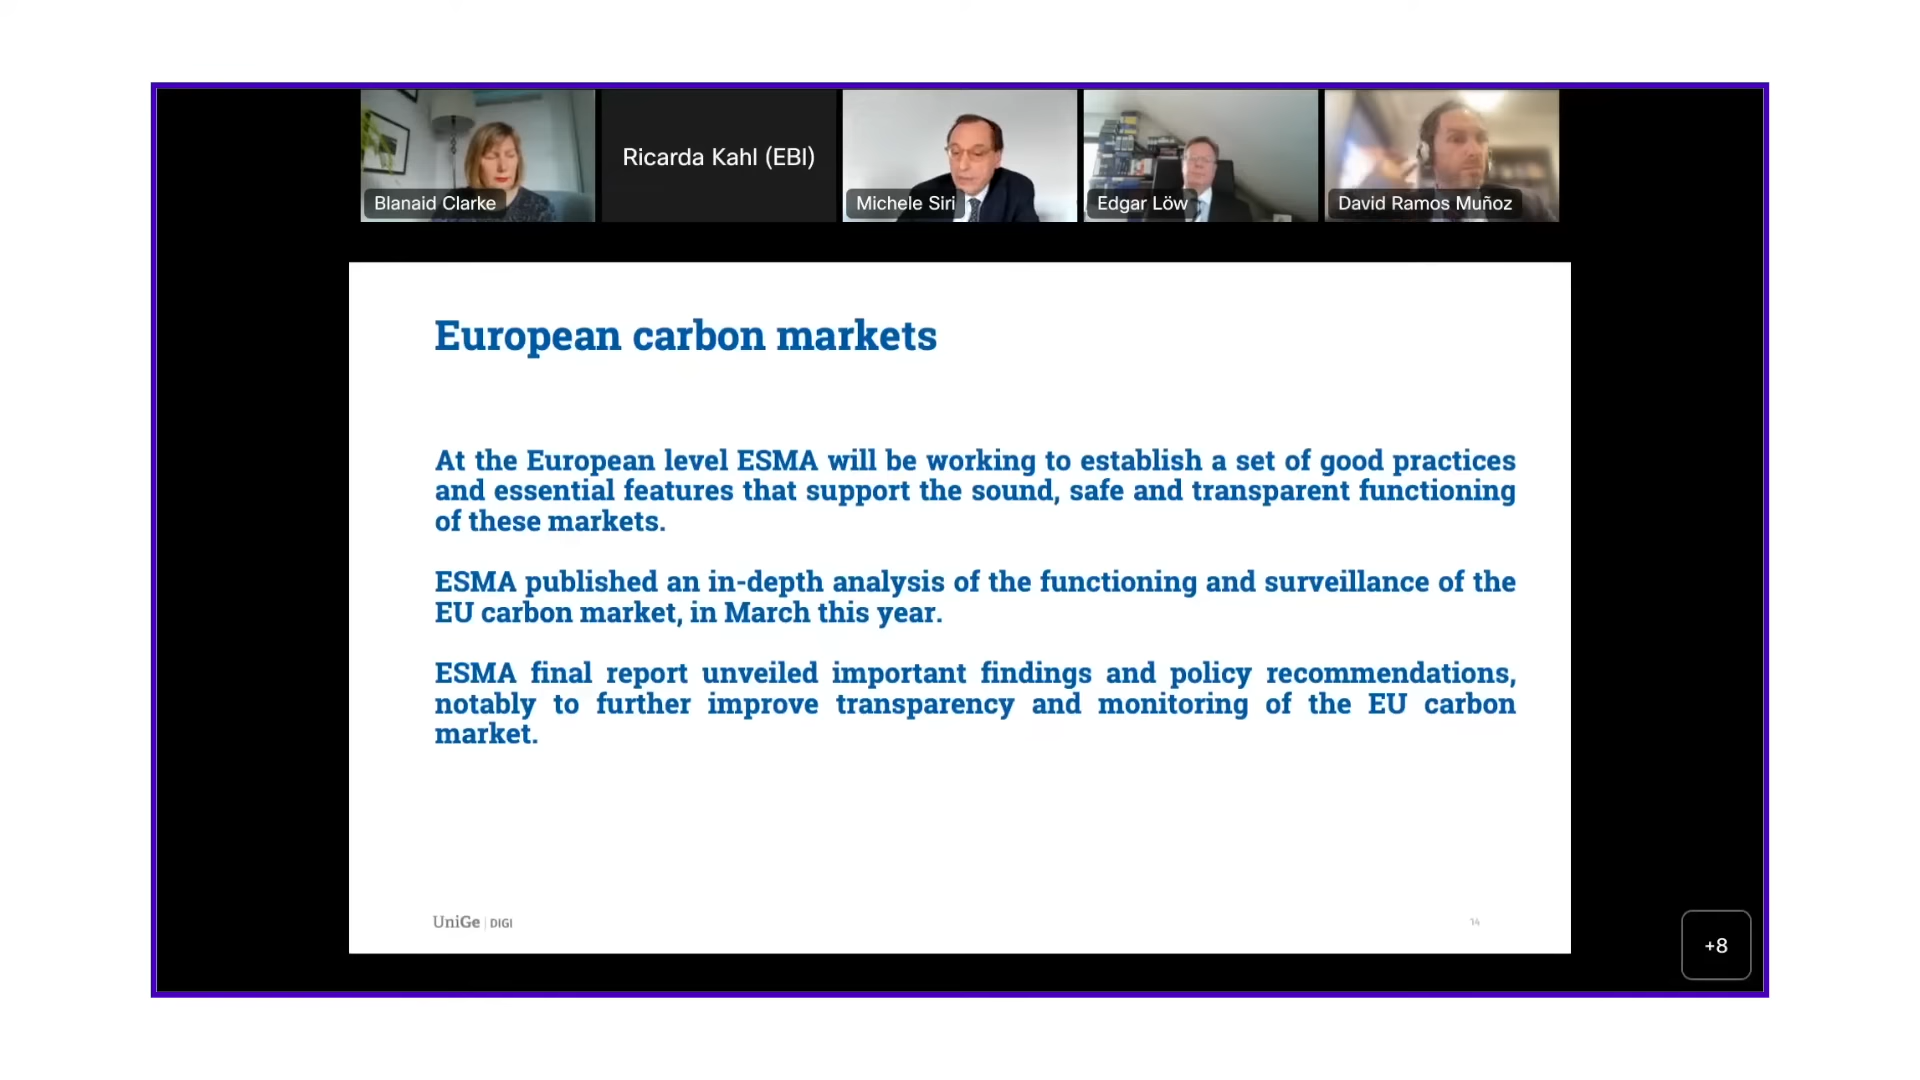 Ricarda Kahl (EBI)
Blanaid Clarke
Michele Siri
Edgar Löw
David Ramos Muñoz
European carbon markets
At the European level ESMA will be working to establish a set of good practices
and essential features that support the sound, safe and transparent functioning
of these markets.
ESMA published an in-depth analysis of the functioning and surveillance of the
EU carbon market, in March this year.
ESMA final report unveiled important findings and policy recommendations,
notably to further improve transparency and monitoring of the EU carbon
market.
UniGe | DIGI
14
+8